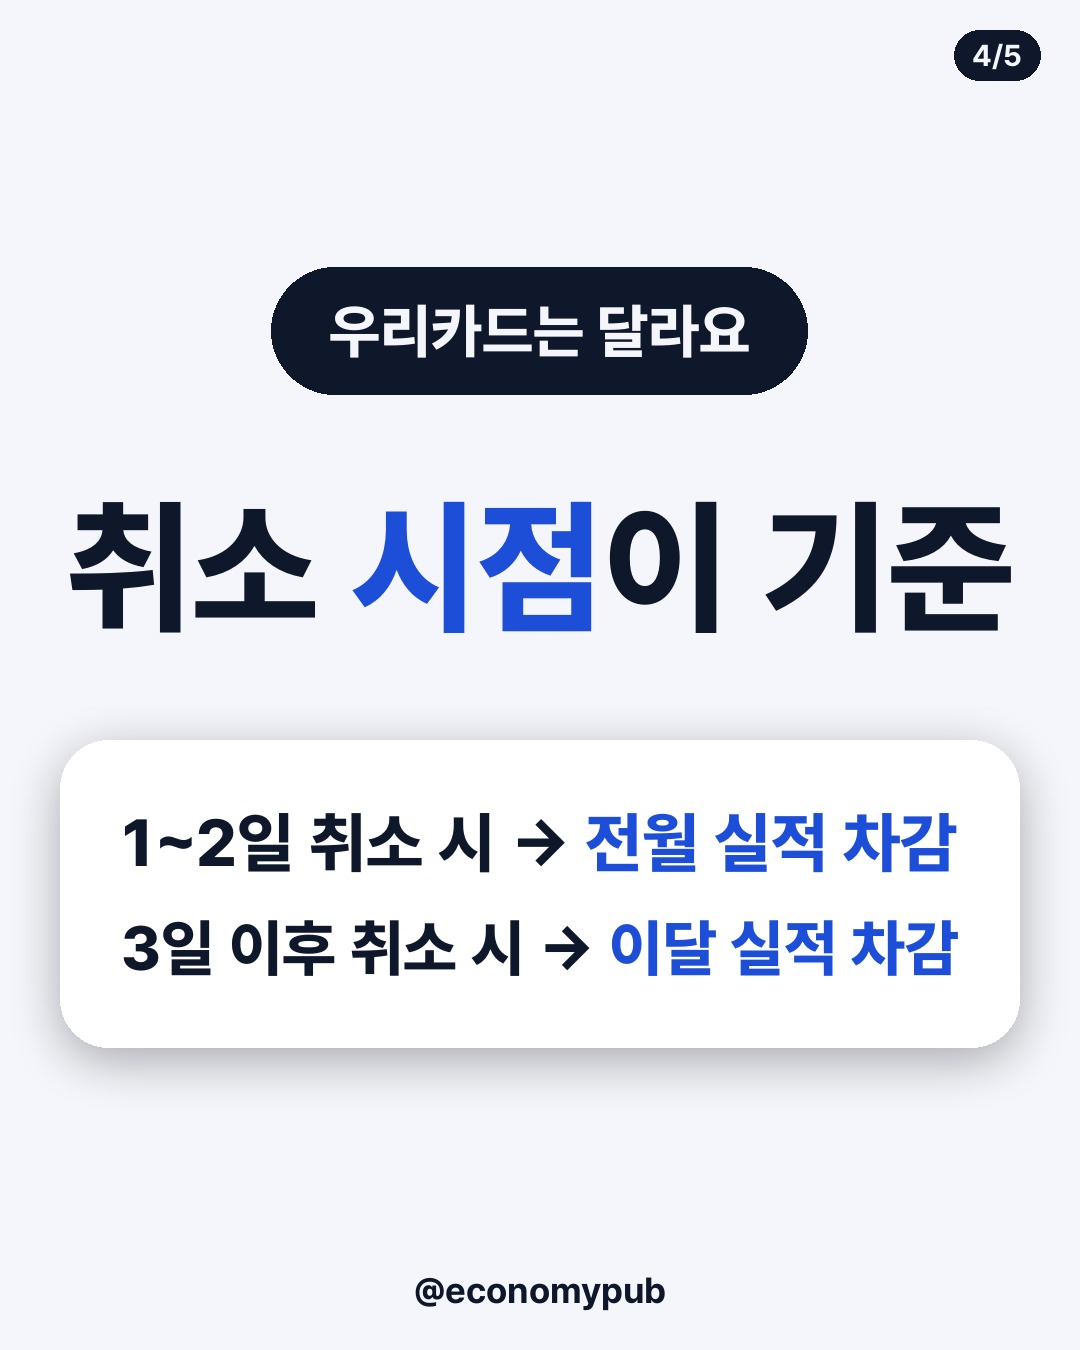 4/5
우리카드는 달라요
취소 시점이 기준
1~2일 취소 시 → 전월 실적 차감
3일 이후 취소 시 → 이달 실적 차감
@economypub